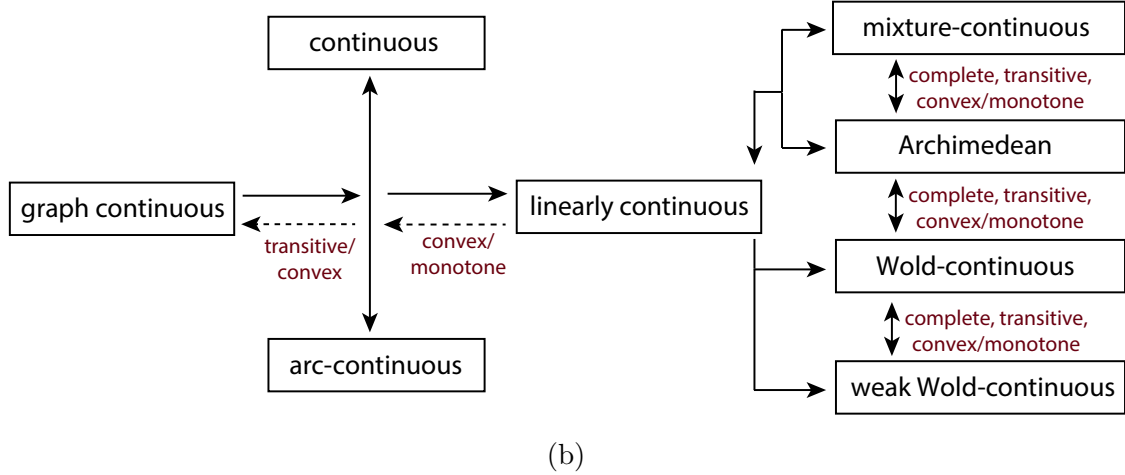 continuous
mixture-continuous
complete, transitive,
convex/monotone
Archimedean
graph continuous
transitive/
convex
convex/
monotone
linearly continuous
complete, transitive,
convex/monotone
Wold-continuous
complete, transitive,
convex/monotone
arc-continuous
weak Wold-continuous
(b)